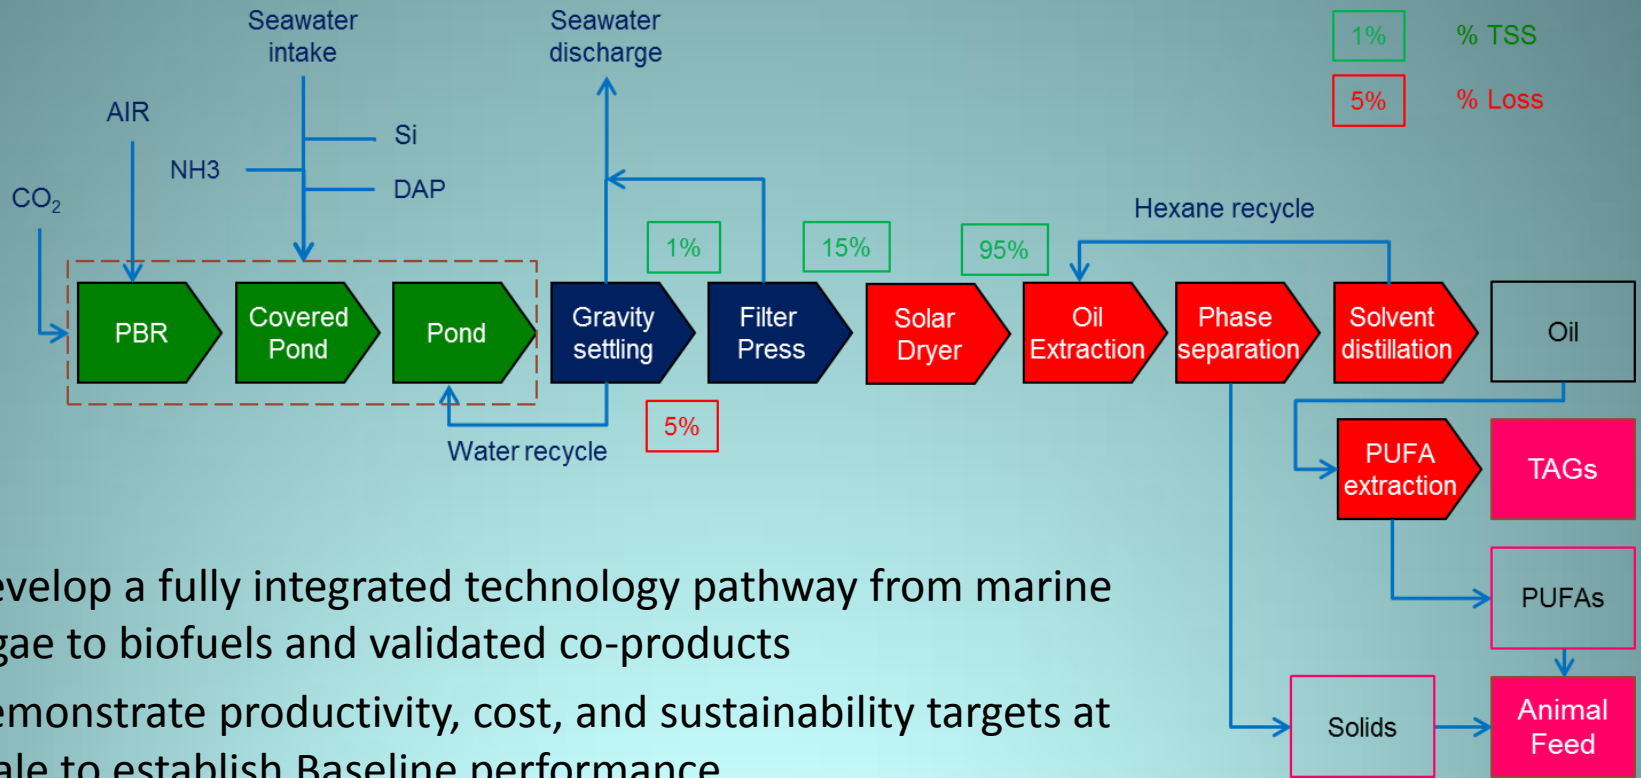 Seawater
intake
Seawater
discharge
1%
% TSS
5%
% Loss
AIR
Si
NH3
DAP
CO₂
Hexane recycle
1%
15%
95%
PBR
Covered
Pond
Pond
Gravity
settling
Filter
Press
Solar
Dryer
Oil
Extraction
Phase
separation
Solvent
distillation
Oil
5%
Water recycle
PUFA
extraction
TAGs
evelop a fully integrated technology pathway from marine
gae to biofuels and validated co-products
PUFAs
emonstrate productivity, cost, and sustainability targets at
ale to establish Baseline performance
Solids
Animal
Feed